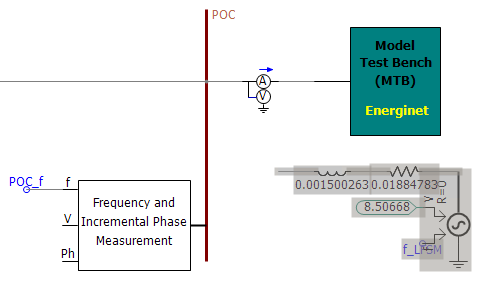 POC
A
V
Model
Test Bench
(MTB)
Energinet
0.001500263
0.01884783
R=0
V
8.50668
POC_f
f
V
Ph
Frequency and
Incremental Phase
Measurement